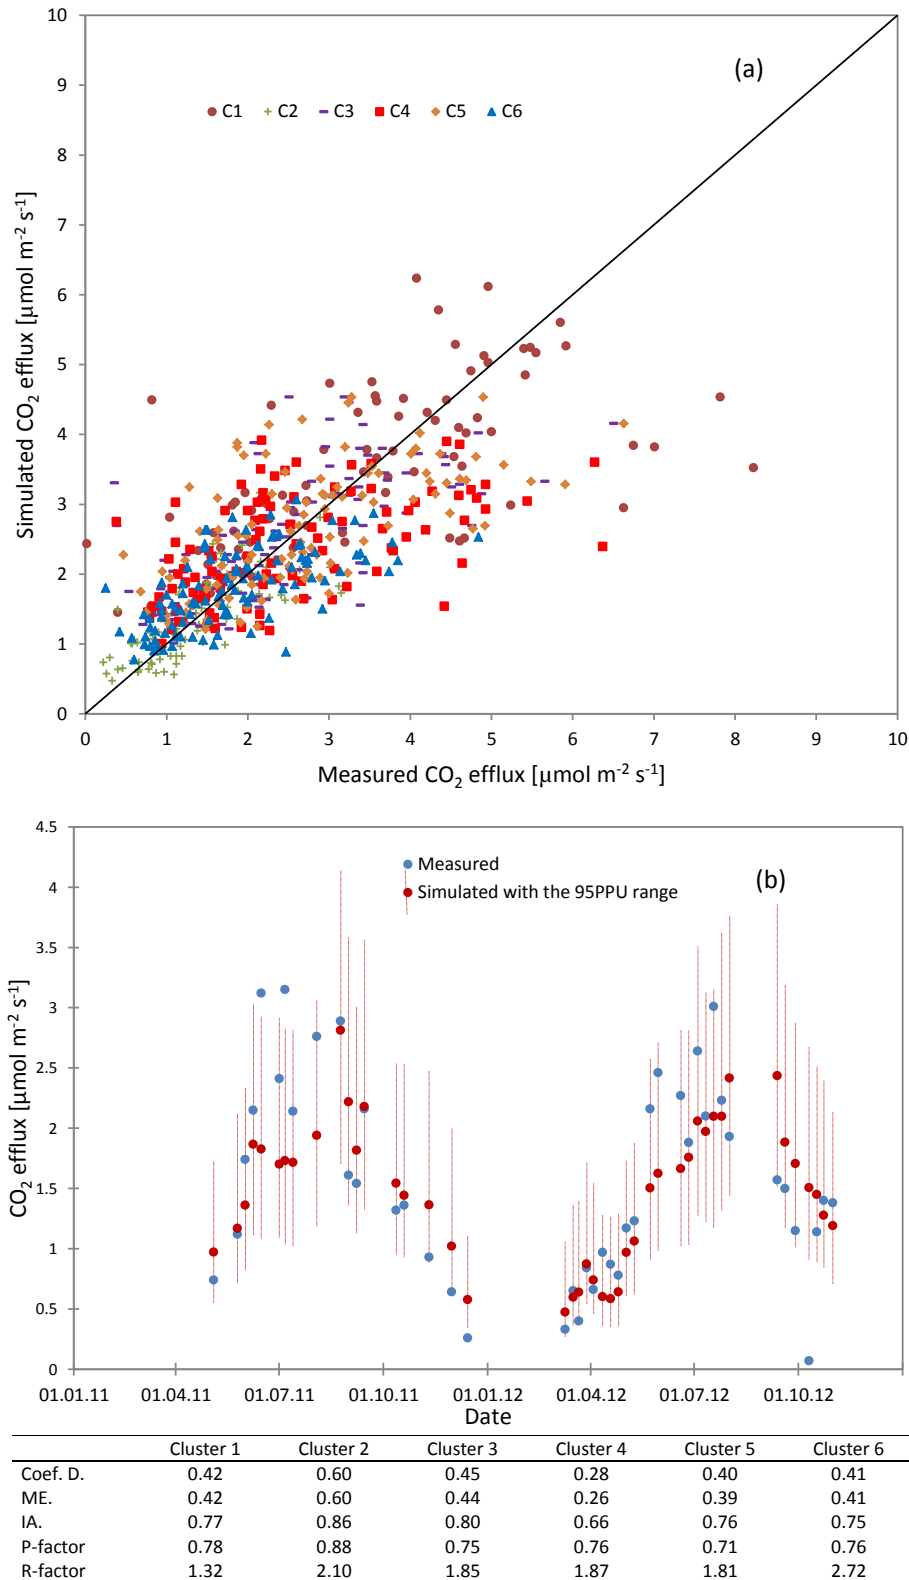 10
(a)
9
C1 C2 C3 C4 C5 C6
8
7
6
5
4
3
2
1
0
Simulated CO₂ efflux [µmol m⁻² s⁻¹]
0 1 2 3 4 5 6 7 8 9 10
Measured CO₂ efflux [µmol m⁻² s⁻¹]
4.5
Measured
(b)
4
Simulated with the 95PPU range
3.5
3
2.5
2
1.5
1
0.5
0
CO₂ efflux [µmol m⁻² s⁻¹]
01.01.11 01.04.11 01.07.11 01.10.11 01.01.12 01.04.12 01.07.12 01.10.12
Date
Cluster 1 Cluster 2 Cluster 3 Cluster 4 Cluster 5 Cluster 6
Coef. D. 0.42 0.60 0.45 0.28 0.40 0.41
ME. 0.42 0.60 0.44 0.26 0.39 0.41
IA. 0.77 0.86 0.80 0.66 0.76 0.75
P-factor 0.78 0.88 0.75 0.76 0.71 0.76
R-factor 1.32 2.10 1.85 1.87 1.81 2.72